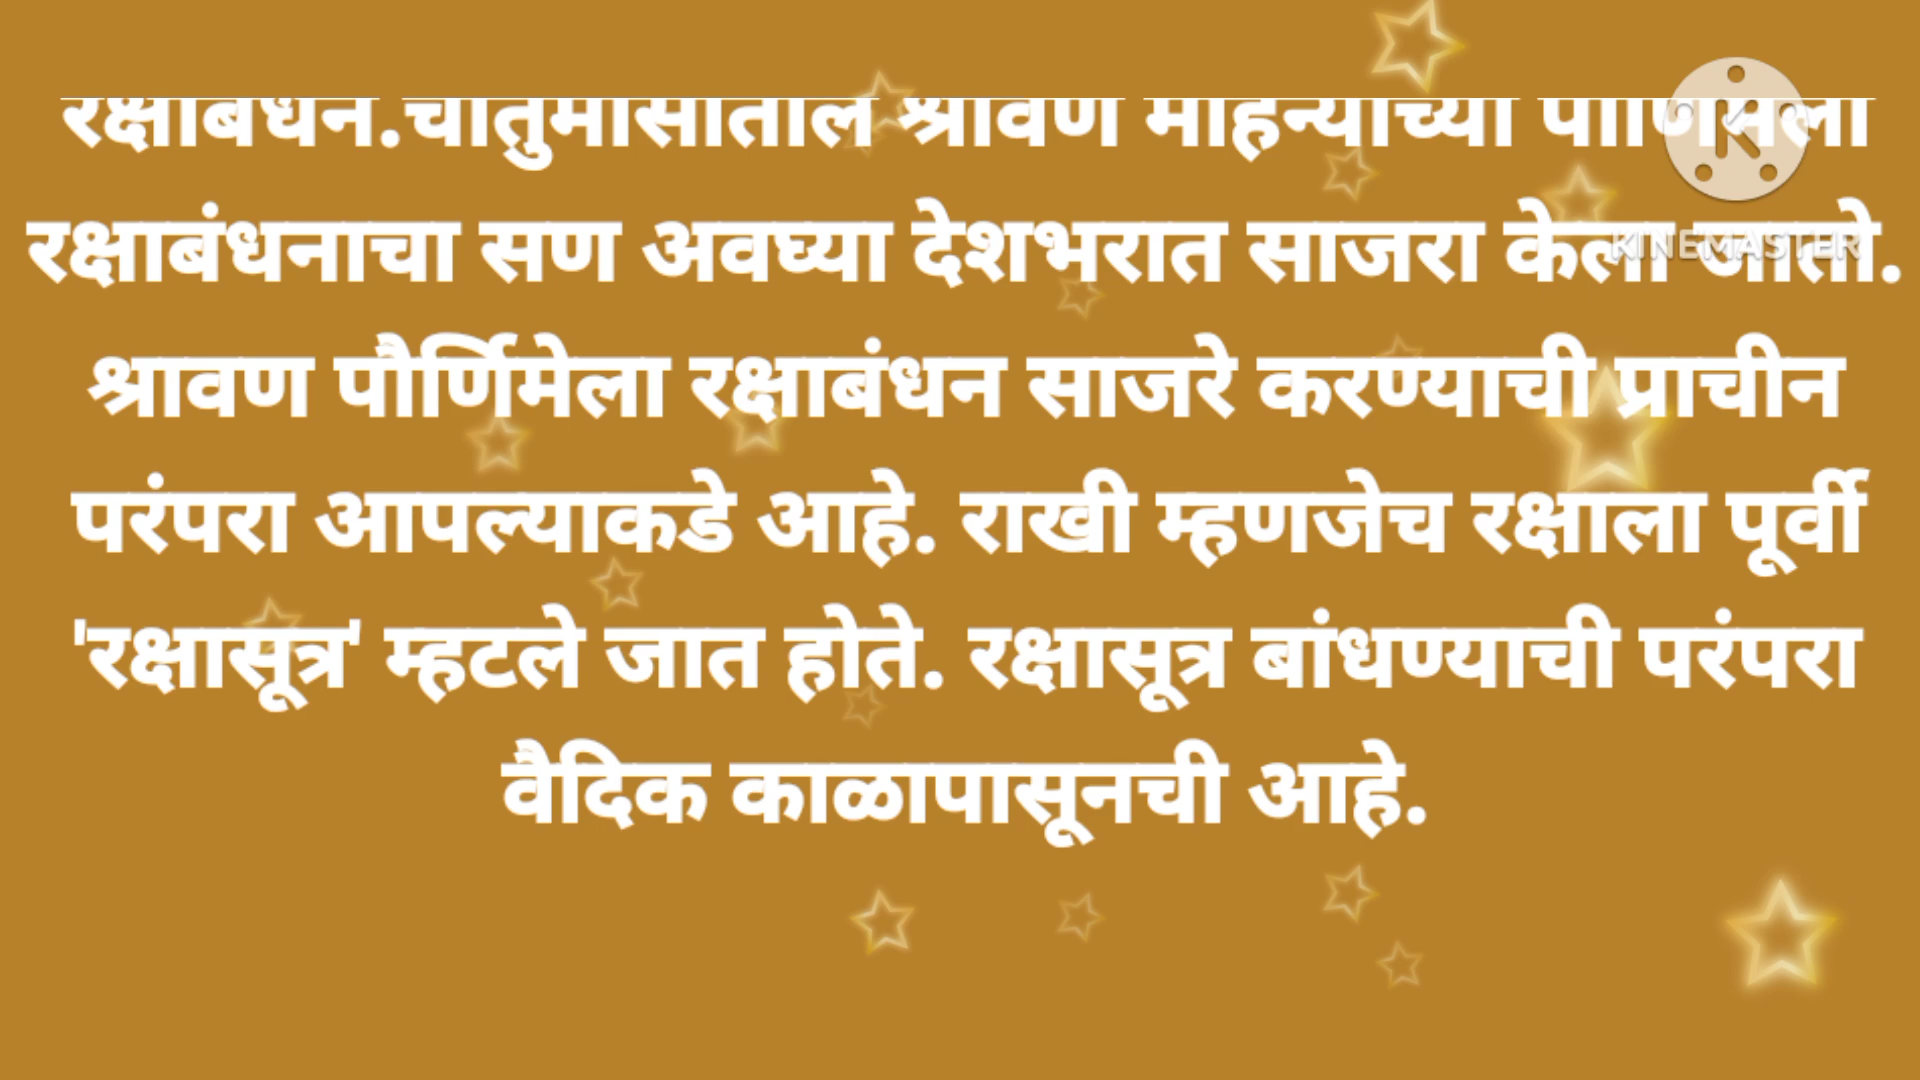 रक्षाबंधन.चातुर्मासातील श्रावण महिन्याच्या पौर्णिमेला
रक्षाबंधनाचा सण अवघ्या देशभरात साजरा केला जातो.
KINEMASTER
श्रावण पौर्णिमेला रक्षाबंधन साजरे करण्याची प्राचीन
परंपरा आपल्याकडे आहे. राखी म्हणजेच रक्षाला पूर्वी
'रक्षासूत्र' म्हटले जात होते. रक्षासूत्र बांधण्याची परंपरा
वैदिक काळापासूनची आहे.